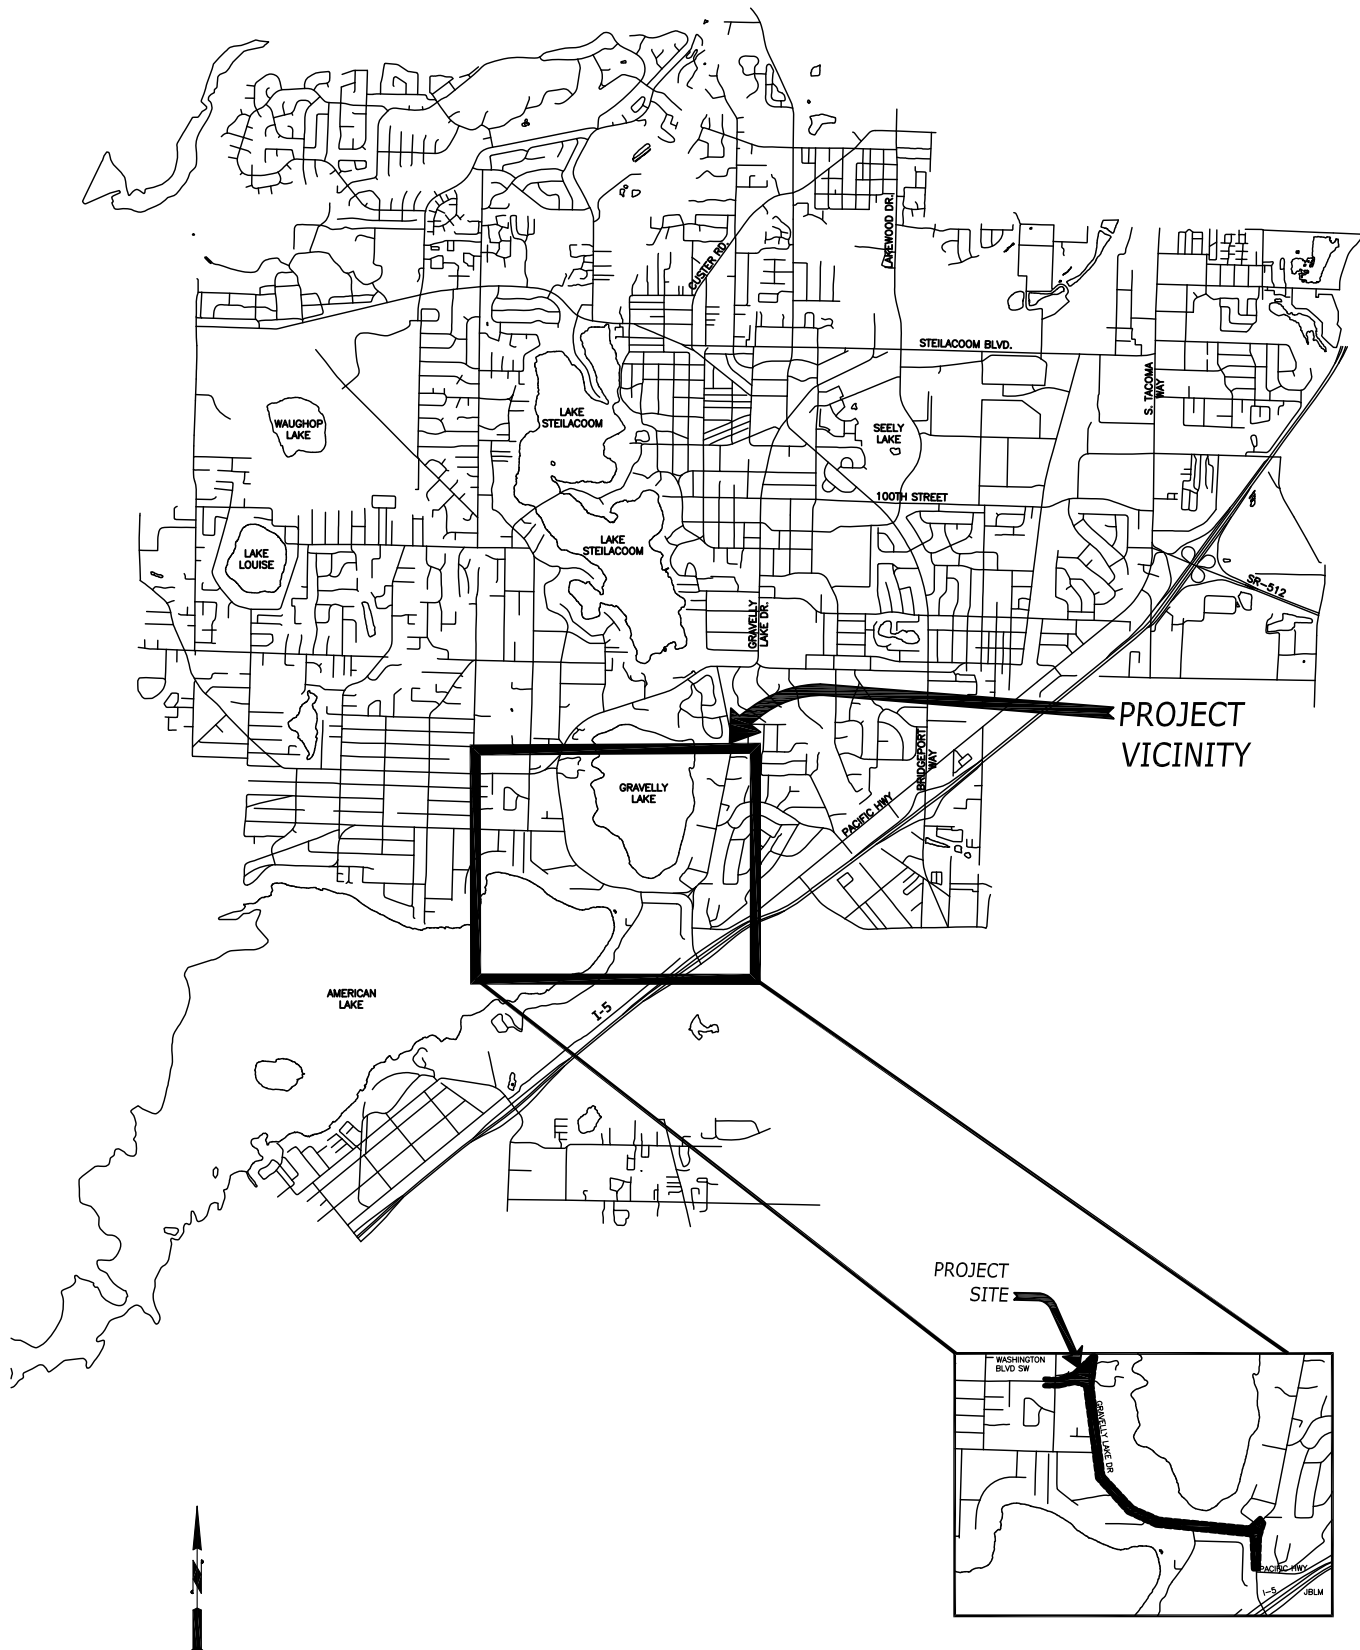 CUSTER RD.
LAKEWOOD DR.
STEILACOOM BLVD.
S. TACOMA
WAY
WAUGHOP
LAKE
LAKE
STEILACOOM
SEELY
LAKE
100TH STREET
LAKE
LOUISE
LAKE
STEILACOOM
SR-512
GRAVELLY
LAKE DR.
PROJECT
VICINITY
BRIDGEPORT
WAY
GRAVELLY
LAKE
PACIFIC HWY
AMERICAN
LAKE
I-5
PROJECT
SITE
WASHINGTON
BLVD SW
GRAVELLY LAKE DR
PACIFIC HWY
I-5
JBLM
N